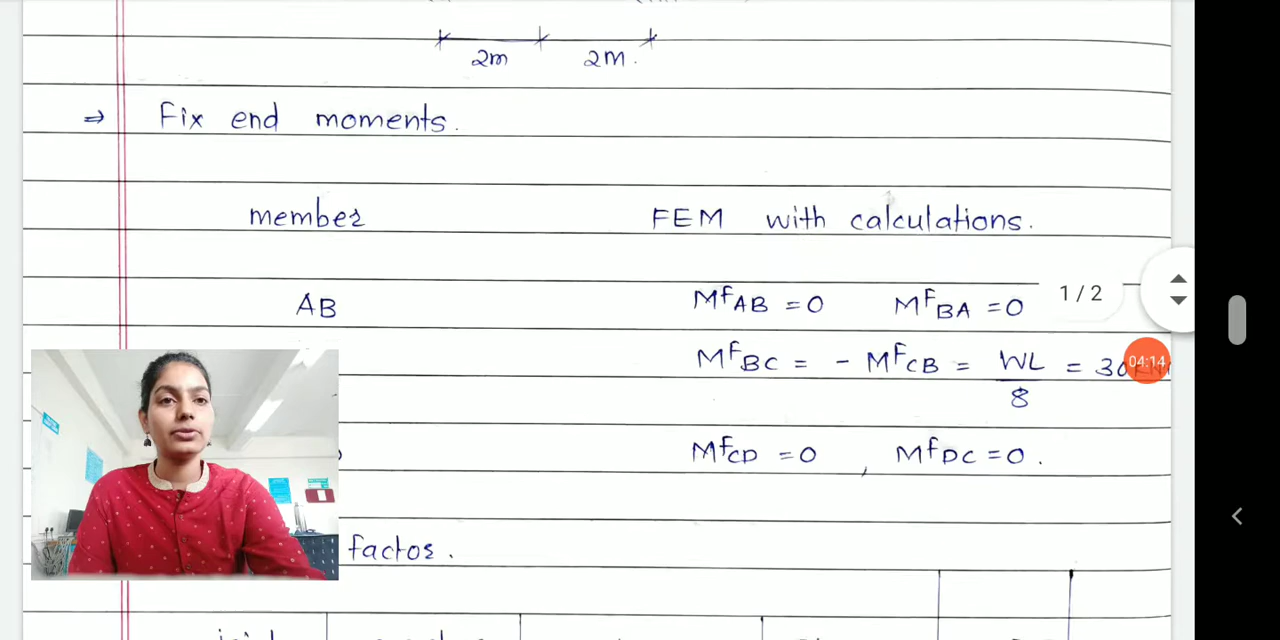 2m 2m.
⇒ Fix end moments.
member FEM with calculations.
AB MᶠAB = 0 MᶠBA = 0
1 / 2
MᶠBC = - MᶠCB = WL/8 = 30
04:14
MᶠCD = 0 , MᶠDC = 0 .
factos .